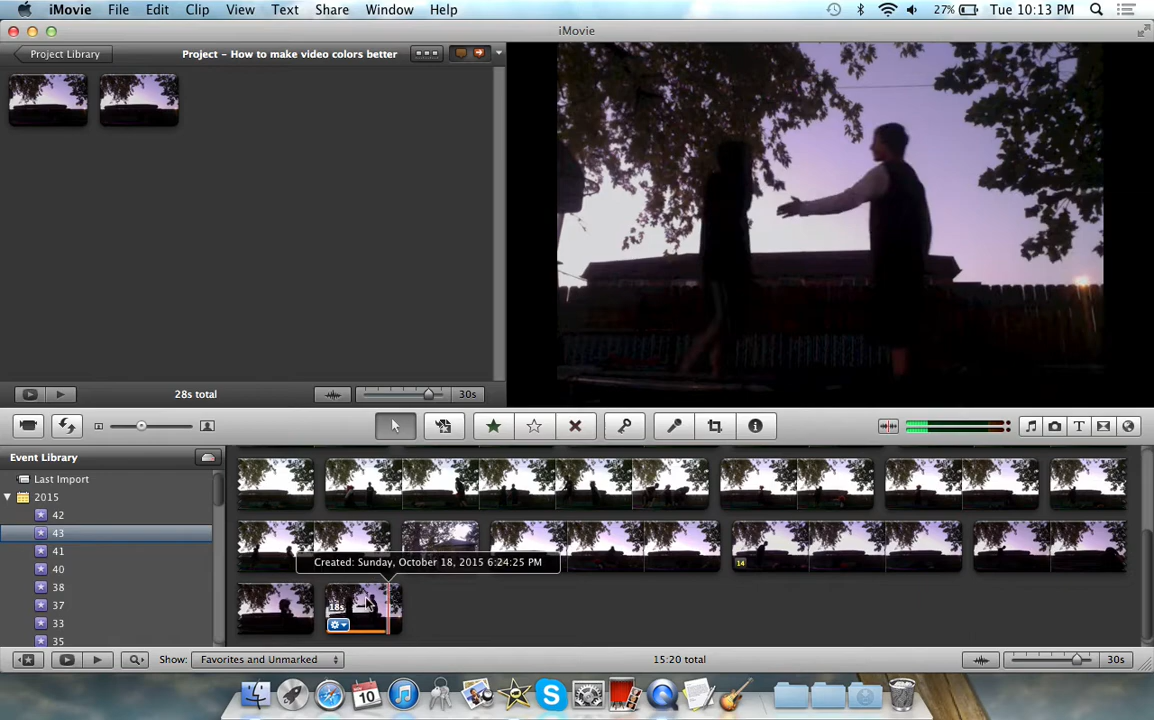 iMovie File Edit Clip View Text Share Window Help 27% Tue 10:13 PM
iMovie
Project Library Project - How to make video colors better
28s total 30s
Event Library
Last Import
2015
42
43
41
40
38
37
33
35
14
Created: Sunday, October 18, 2015 6:24:25 PM
18s
Show: Favorites and Unmarked 15:20 total 30s
10